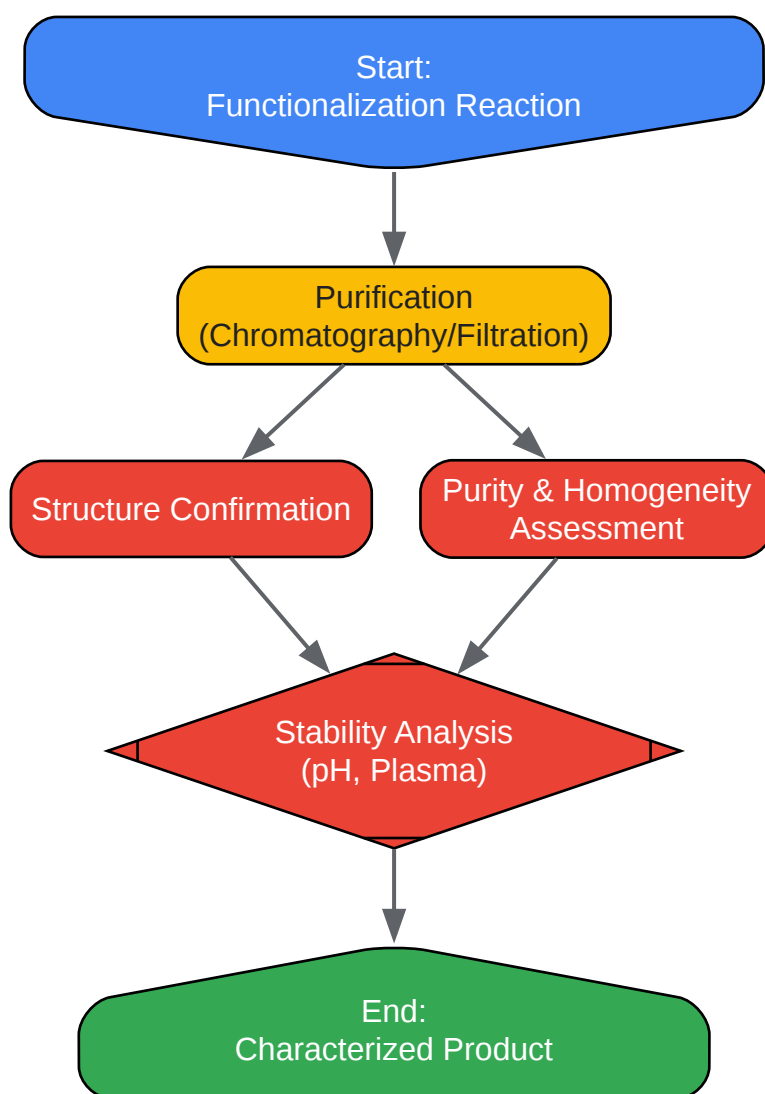 Start:
Functionalization Reaction
Purification
(Chromatography/Filtration)
Structure Confirmation
Purity & Homogeneity
Assessment
Stability Analysis
(pH, Plasma)
End:
Characterized Product